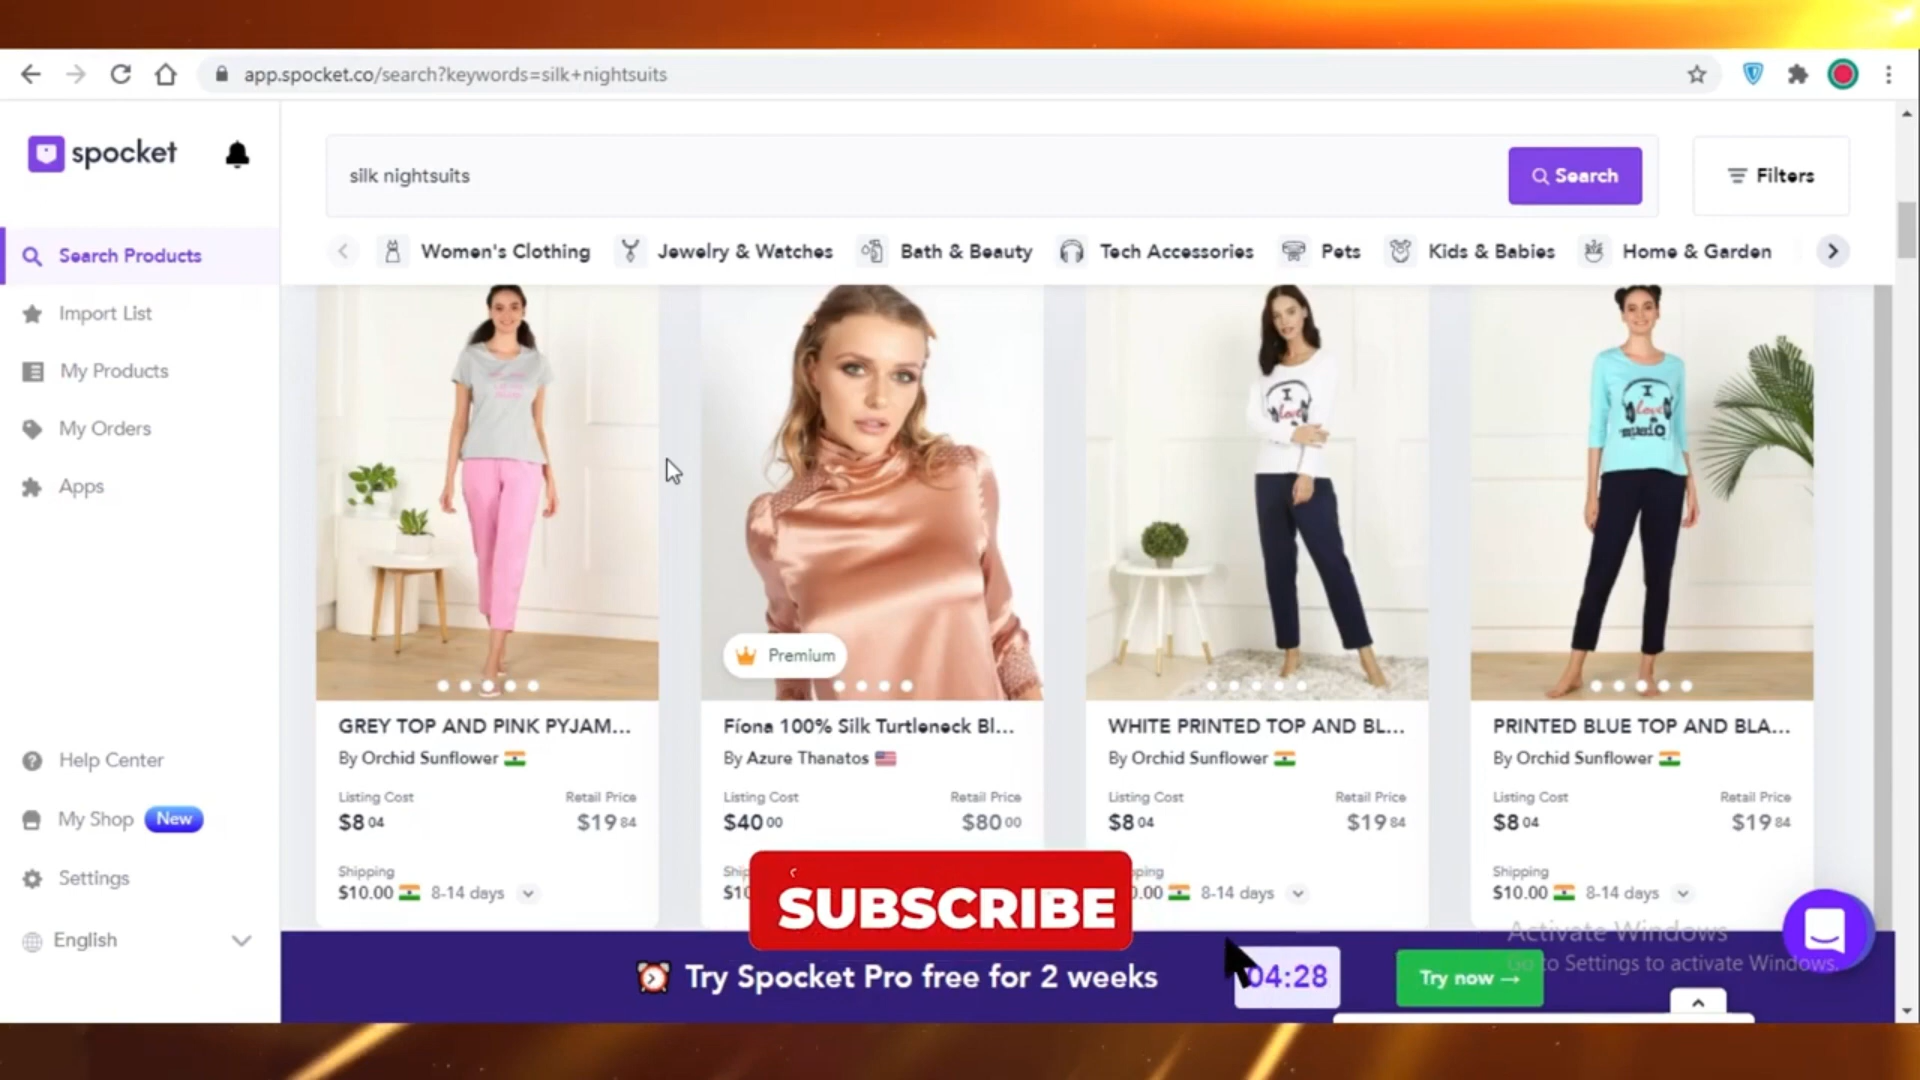 app.spocket.co/search?keywords=silk+nightsuits
spocket
silk nightsuits
Search
Filters
Women's Clothing
Jewelry & Watches
Bath & Beauty
Tech Accessories
Pets
Kids & Babies
Home & Garden
Search Products
Import List
My Products
My Orders
Apps
Help Center
My Shop New
Settings
English
GREY TOP AND PINK PYJAM...
By Orchid Sunflower
Listing Cost Retail Price
$8 04 $19 84
Shipping
$10.00 8-14 days
Premium
Fíona 100% Silk Turtleneck Bl...
By Azure Thanatos
Listing Cost Retail Price
$40 00 $80 00
I
love
WHITE PRINTED TOP AND BL...
By Orchid Sunflower
Listing Cost Retail Price
$8 04 $19 84
8-14 days
I
love
music
PRINTED BLUE TOP AND BLA...
By Orchid Sunflower
Listing Cost Retail Price
$8 04 $19 84
Shipping
$10.00 8-14 days
SUBSCRIBE
Try Spocket Pro free for 2 weeks
04:28
Try now →
Activate Windows
Go to Settings to activate Windows.